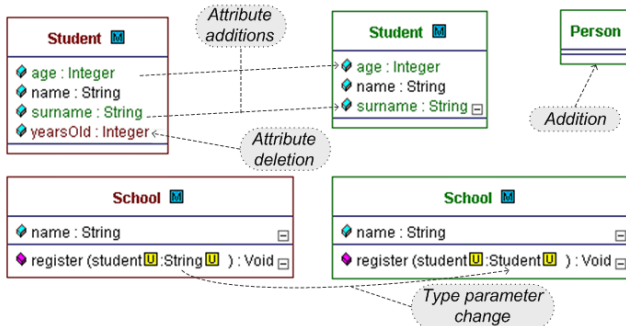 Student M
age : Integer
name : String
surname : String
yearsOld : Integer
Attribute
additions
Attribute
deletion
Student M
age : Integer
name : String
surname : String
Person
Addition
School M
name : String
register (student U :String U ) : Void
School M
name : String
register (student U :Student U ) : Void
Type parameter
change